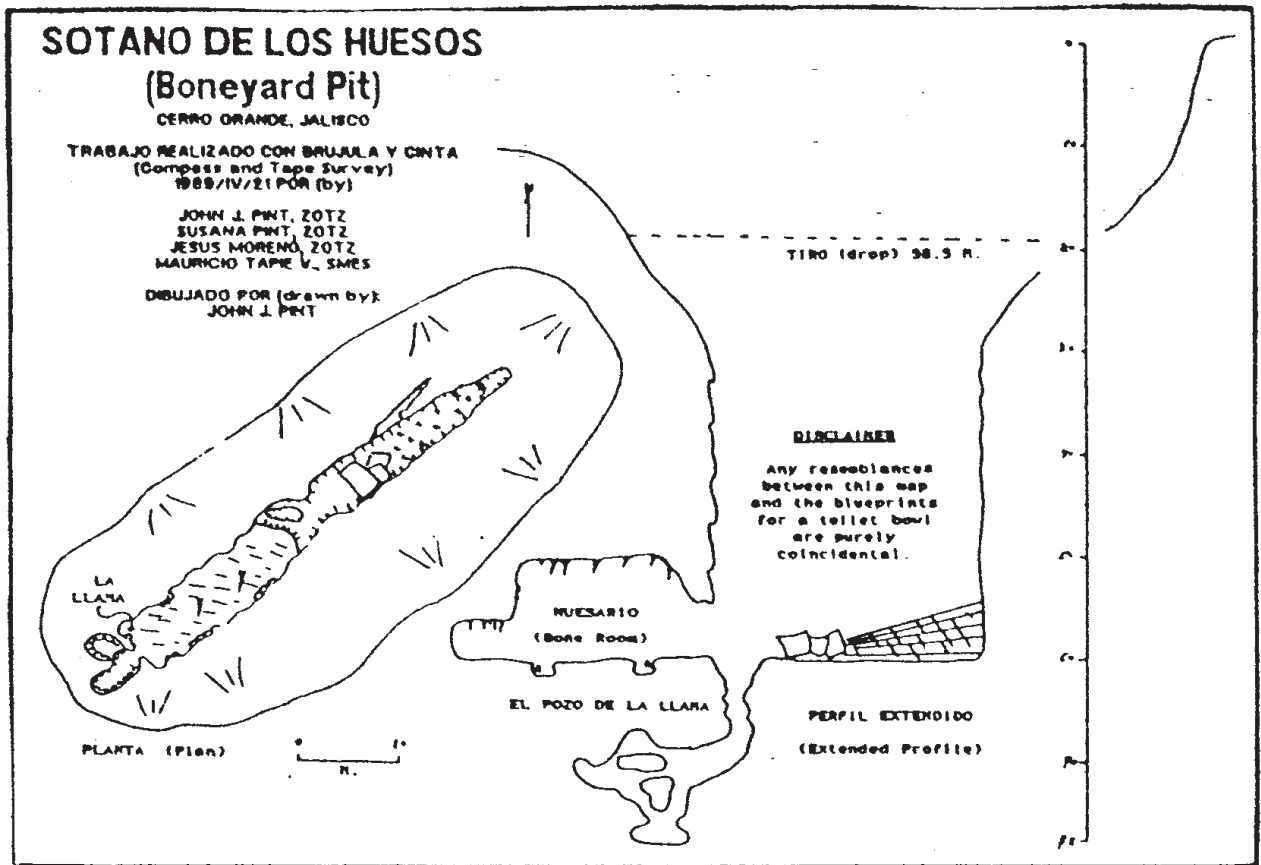 SOTANO DE LOS HUESOS
(Boneyard Pit)
CERRO GRANDE, JALISCO
TRABAJO REALIZADO CON BRUJULA Y CINTA
(Compass and Tape Survey)
1989/IV/21 POR (by)
JOHN J. PINT, ZOTZ
SUSANA PINT, ZOTZ
JESUS MORENO, ZOTZ
MAURICIO TAPIE V., SMES
DIBUJADO POR (drawn by):
JOHN J. PINT
TIRO (drop) 58.5 M.
DISCLAIMER
Any resemblances
between this map
and the blueprints
for a toilet bowl
are purely
coincidental.
LA
LLAMA
HUESARIO
(Bone Room)
EL POZO DE LA LLAMA
PERFIL EXTENDIDO
(Extended Profile)
PLANTA (Plan)
M.